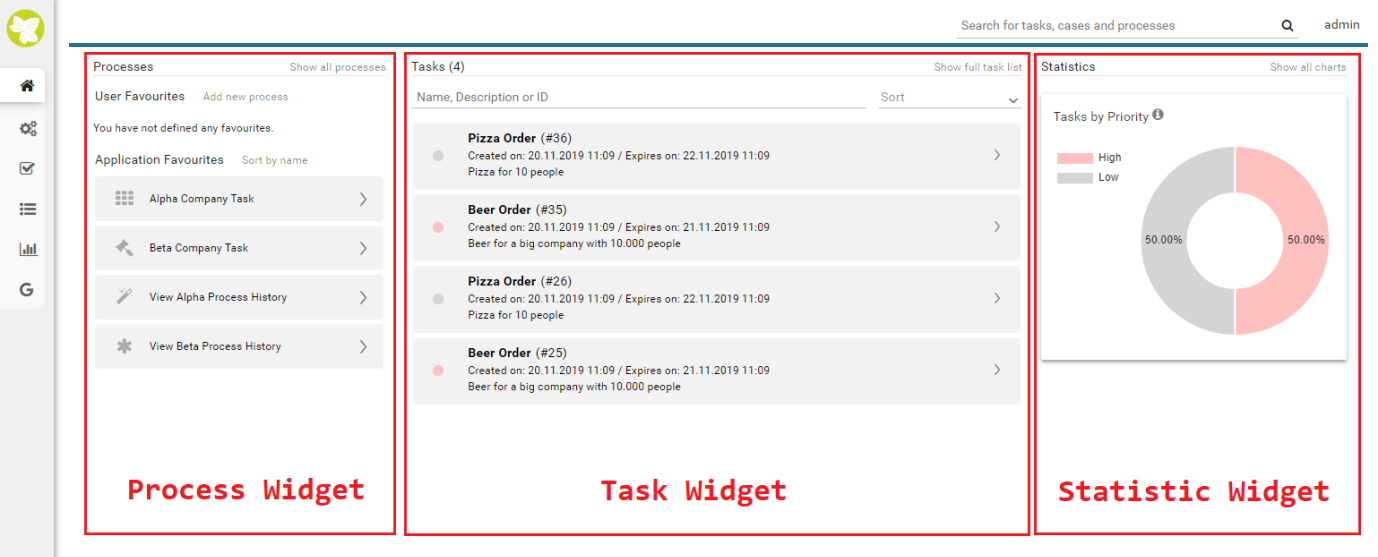 Search for tasks, cases and processes
admin
Processes
Show all processes
User Favourites
Add new process
You have not defined any favourites.
Application Favourites
Sort by name
Alpha Company Task
Beta Company Task
View Alpha Process History
View Beta Process History
Process Widget
Tasks (4)
Show full task list
Name, Description or ID
Sort
Pizza Order (#36)
Created on: 20.11.2019 11:09 / Expires on: 22.11.2019 11:09
Pizza for 10 people
Beer Order (#35)
Created on: 20.11.2019 11:09 / Expires on: 21.11.2019 11:09
Beer for a big company with 10.000 people
Pizza Order (#26)
Created on: 20.11.2019 11:09 / Expires on: 22.11.2019 11:09
Pizza for 10 people
Beer Order (#25)
Created on: 20.11.2019 11:09 / Expires on: 21.11.2019 11:09
Beer for a big company with 10.000 people
Task Widget
Statistics
Show all charts
Tasks by Priority
High
Low
50.00%
50.00%
Statistic Widget
G